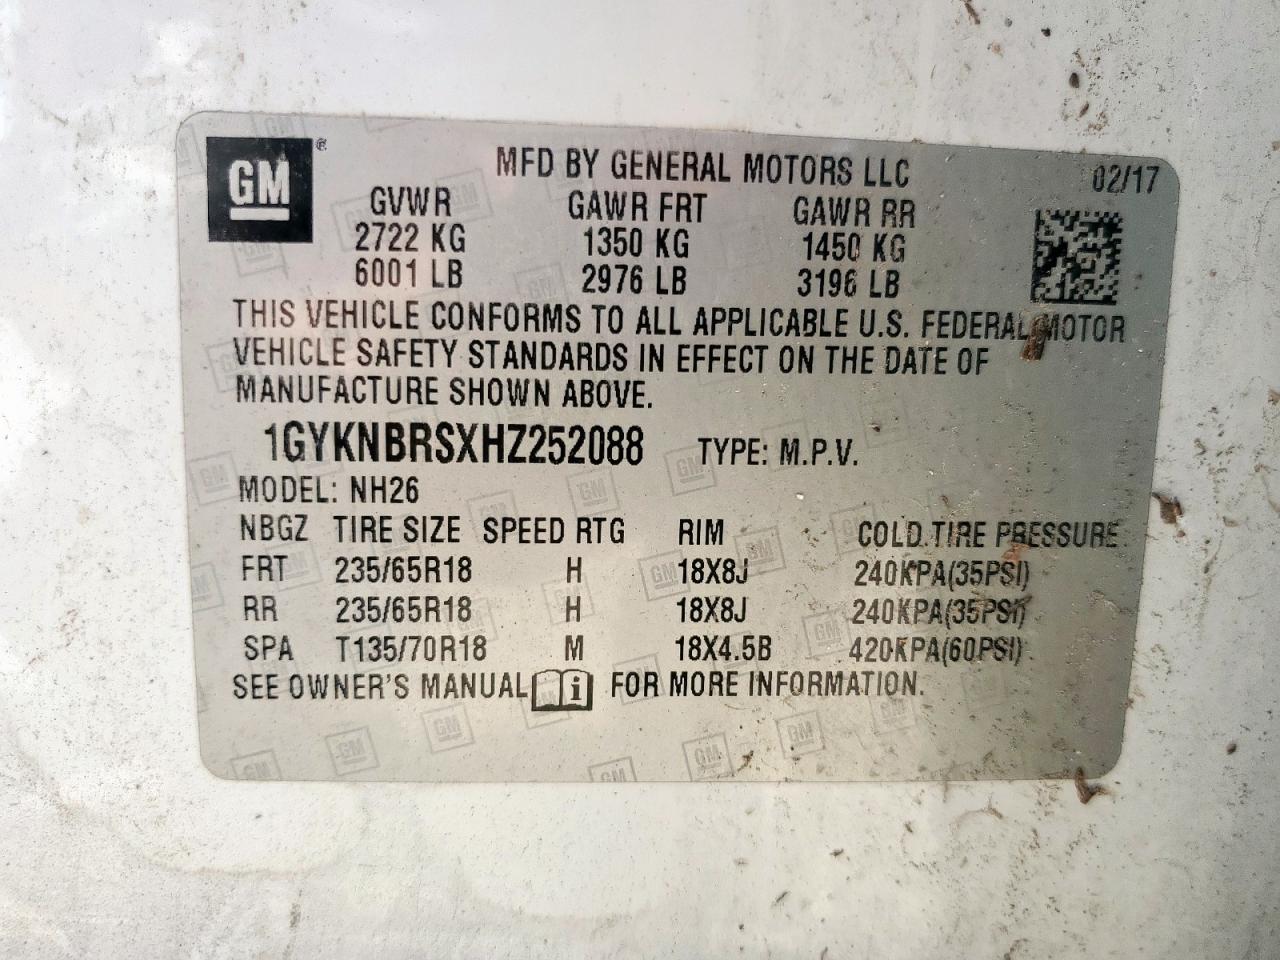 GM®
MFD BY GENERAL MOTORS LLC 02/17
GVWR GAWR FRT GAWR RR
2722 KG 1350 KG 1450 KG
6001 LB 2976 LB 3196 LB
THIS VEHICLE CONFORMS TO ALL APPLICABLE U.S. FEDERAL MOTOR
VEHICLE SAFETY STANDARDS IN EFFECT ON THE DATE OF
MANUFACTURE SHOWN ABOVE.
1GYKNBRSXHZ252088 TYPE: M.P.V.
MODEL: NH26
NBGZ TIRE SIZE SPEED RTG RIM COLD TIRE PRESSURE
FRT 235/65R18 H 18X8J 240KPA(35PSI)
RR 235/65R18 H 18X8J 240KPA(35PSI)
SPA T135/70R18 M 18X4.5B 420KPA(60PSI)
SEE OWNER'S MANUAL i FOR MORE INFORMATION.